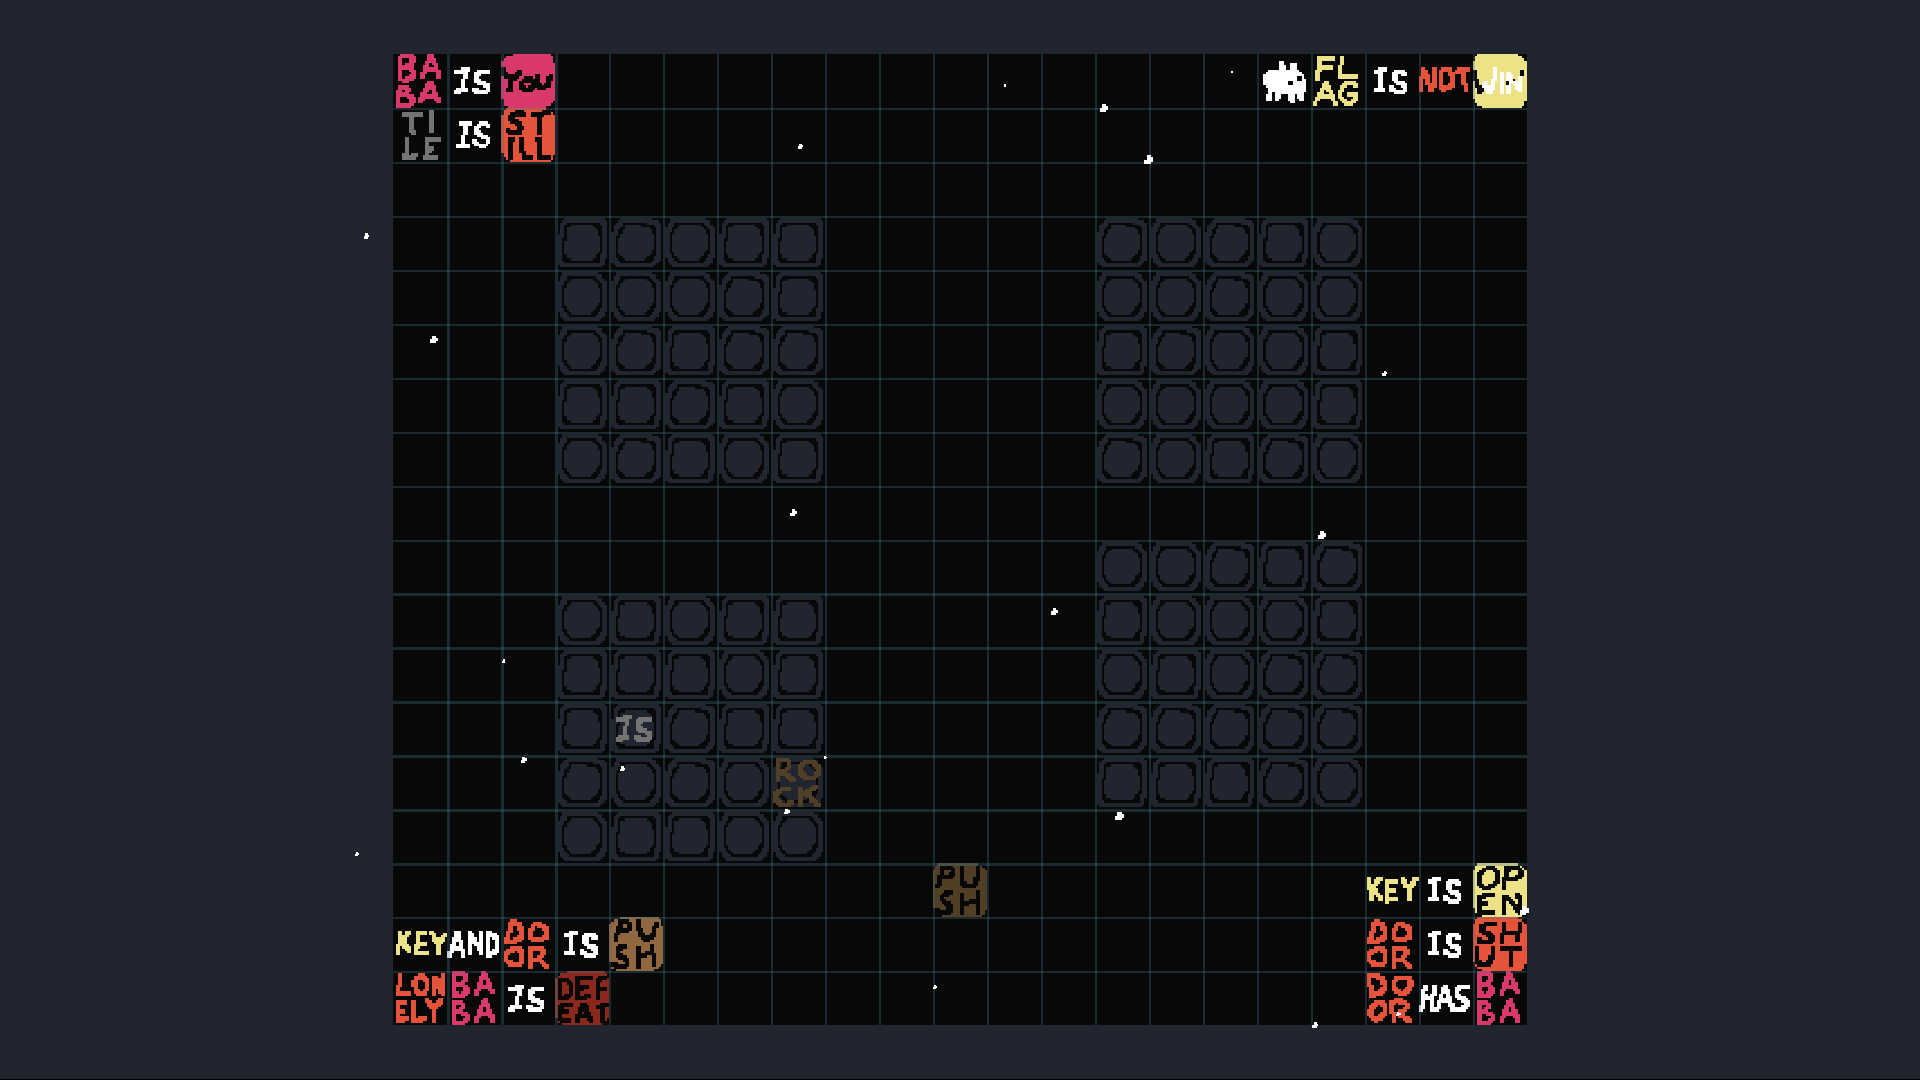 BABA IS YOU
FLAG IS NOT WIN
TILE IS STILL
IS
ROCK
PUSH
KEY IS OPEN
KEY AND DOOR IS PUSH
DOOR IS SHUT
LONELY BABA IS DEFEAT
DOOR HAS BABA